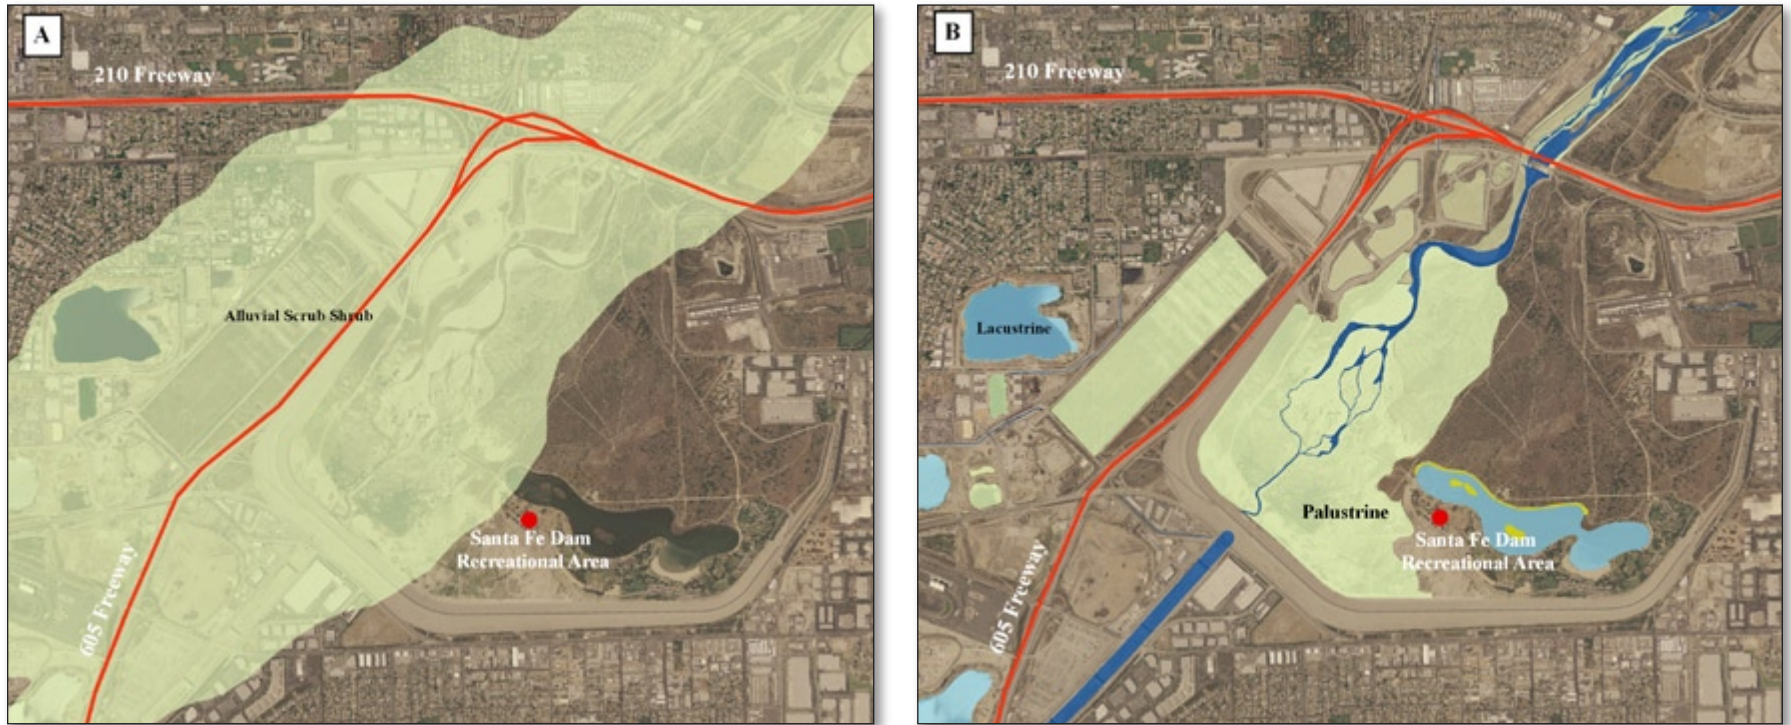 A
210 Freeway
Alluvial Scrub Shrub
Santa Fe Dam
Recreational Area
605 Freeway
B
210 Freeway
Lacustrine
Palustrine
Santa Fe Dam
Recreational Area
605 Freeway